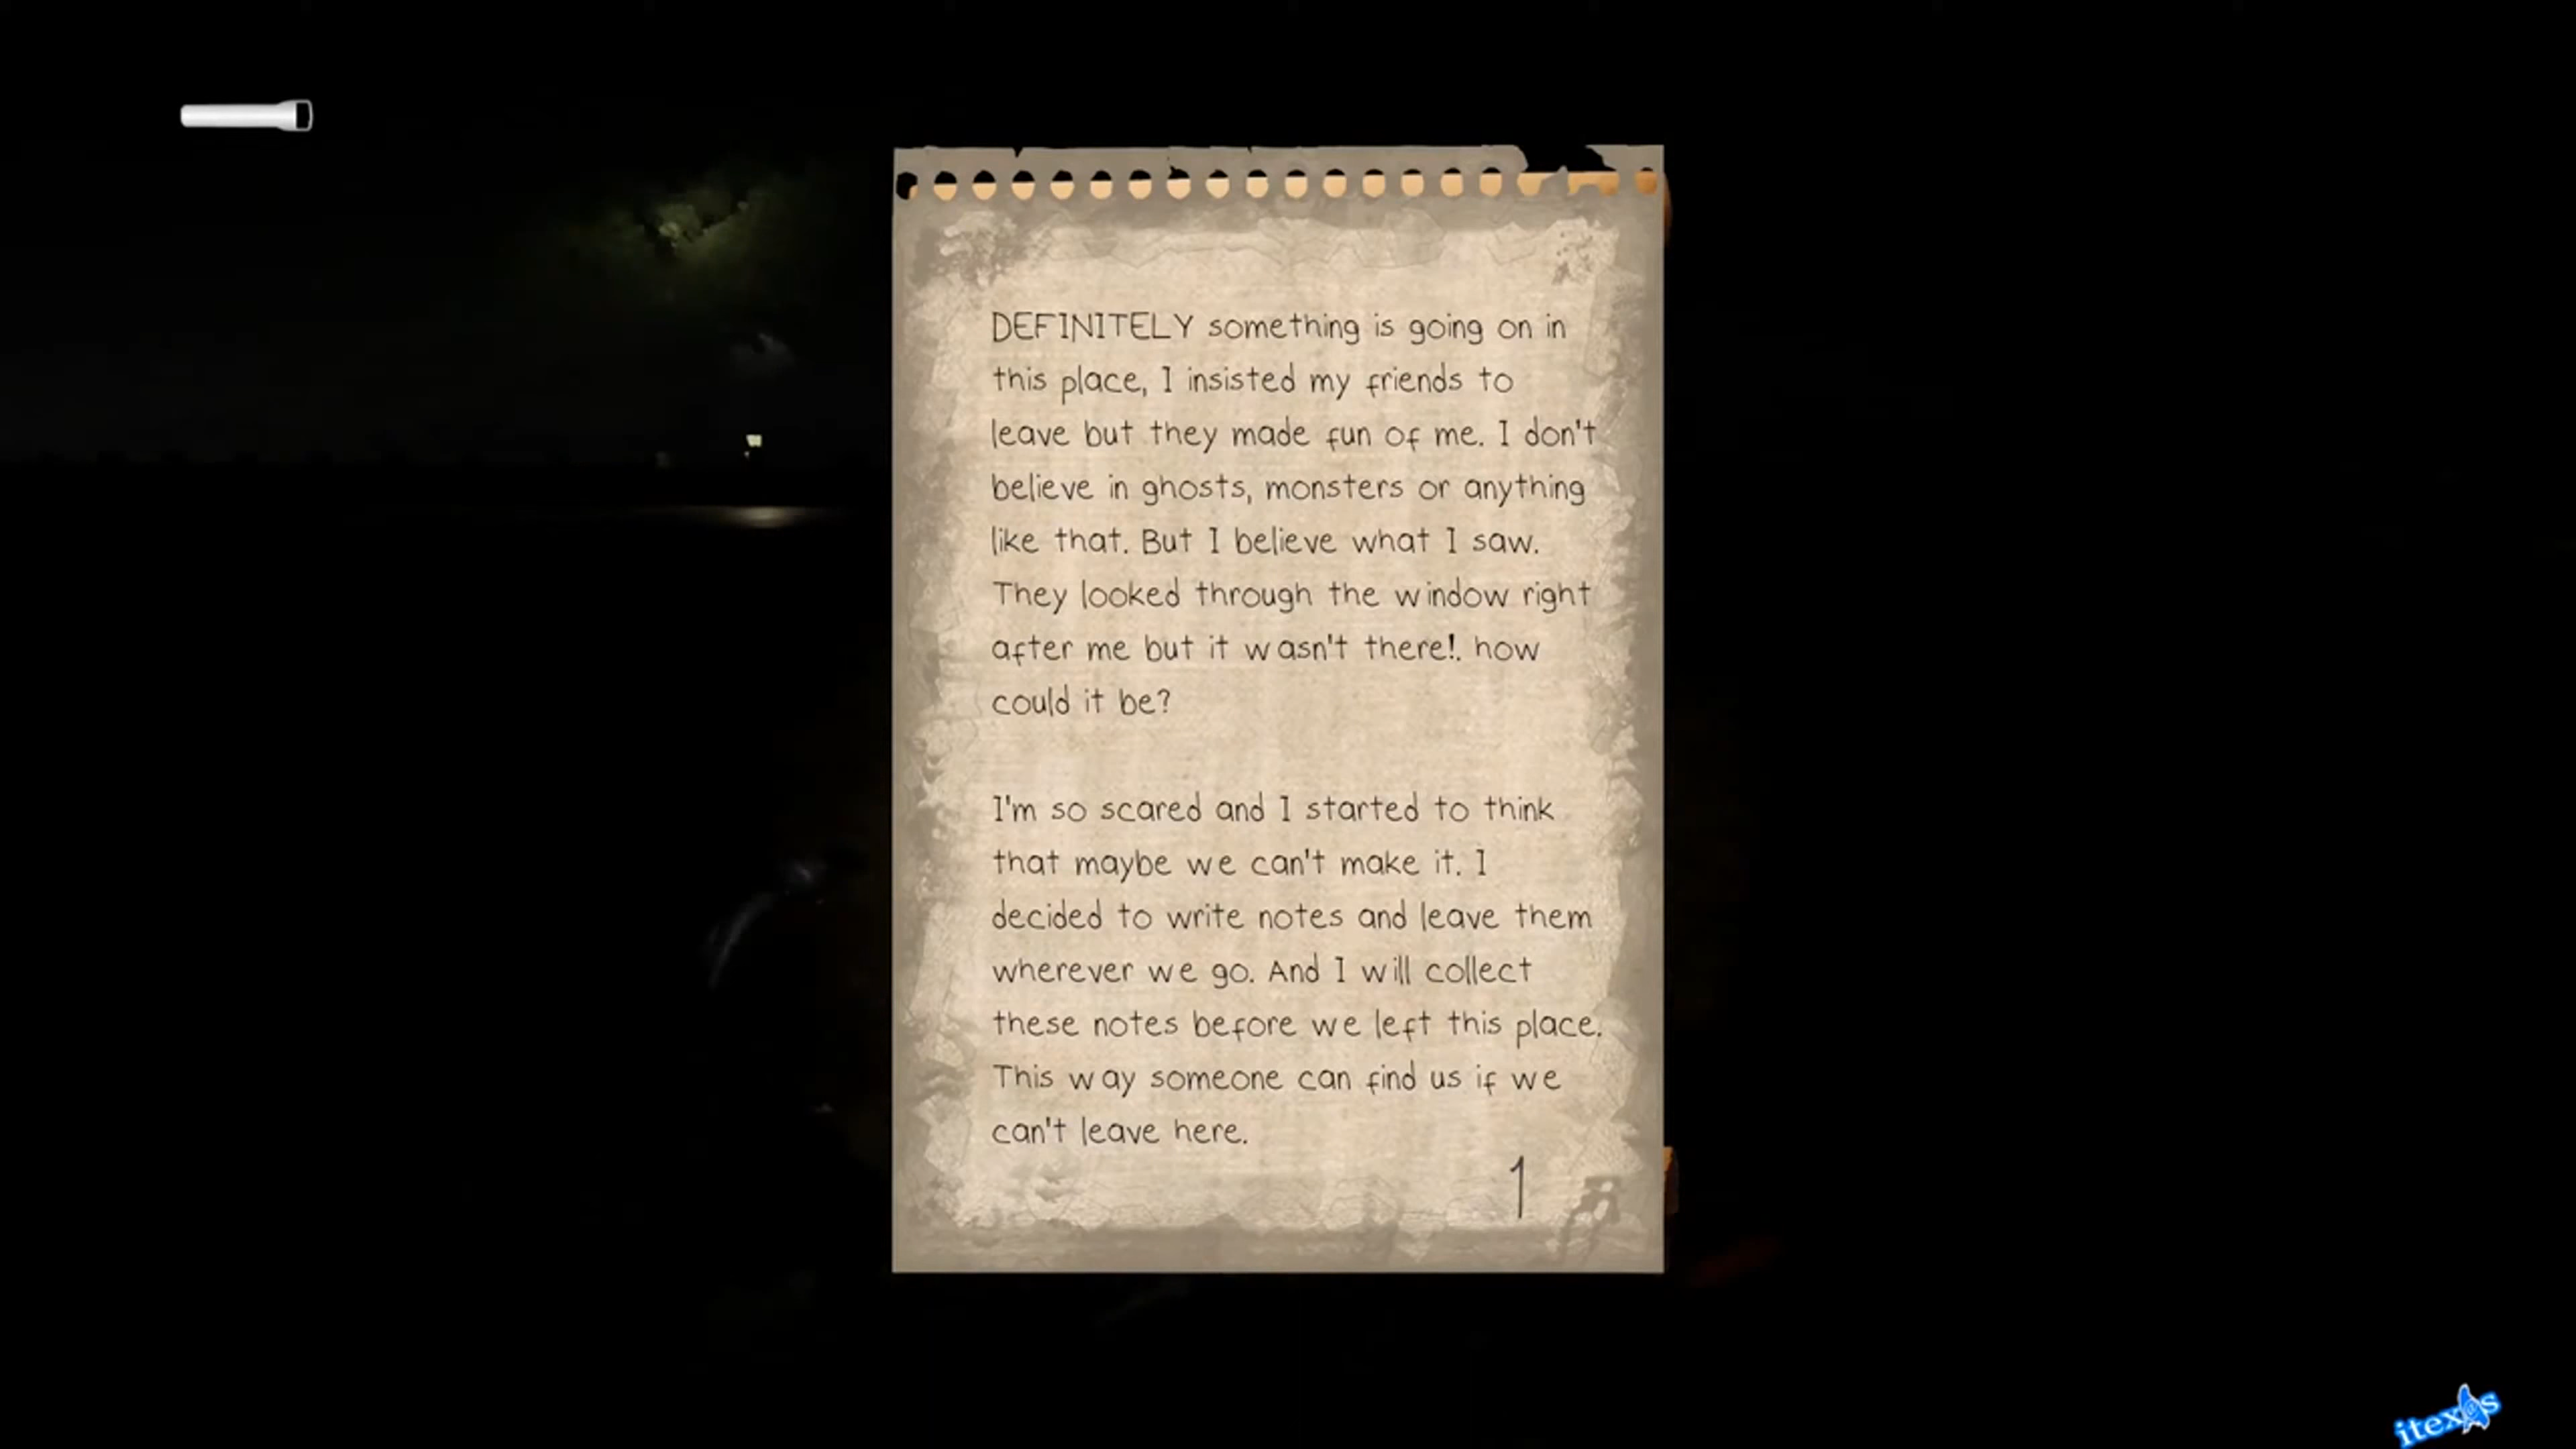 DEFINITELY something is going on in
this place, I insisted my friends to
leave but they made fun of me. I don't
believe in ghosts, monsters or anything
like that. But I believe what I saw.
They looked through the window right
after me but it wasn't there!. how
could it be?
I'm so scared and I started to think
that maybe we can't make it. I
decided to write notes and leave them
wherever we go. And I will collect
these notes before we left this place.
This way someone can find us if we
can't leave here.
1
itex@s